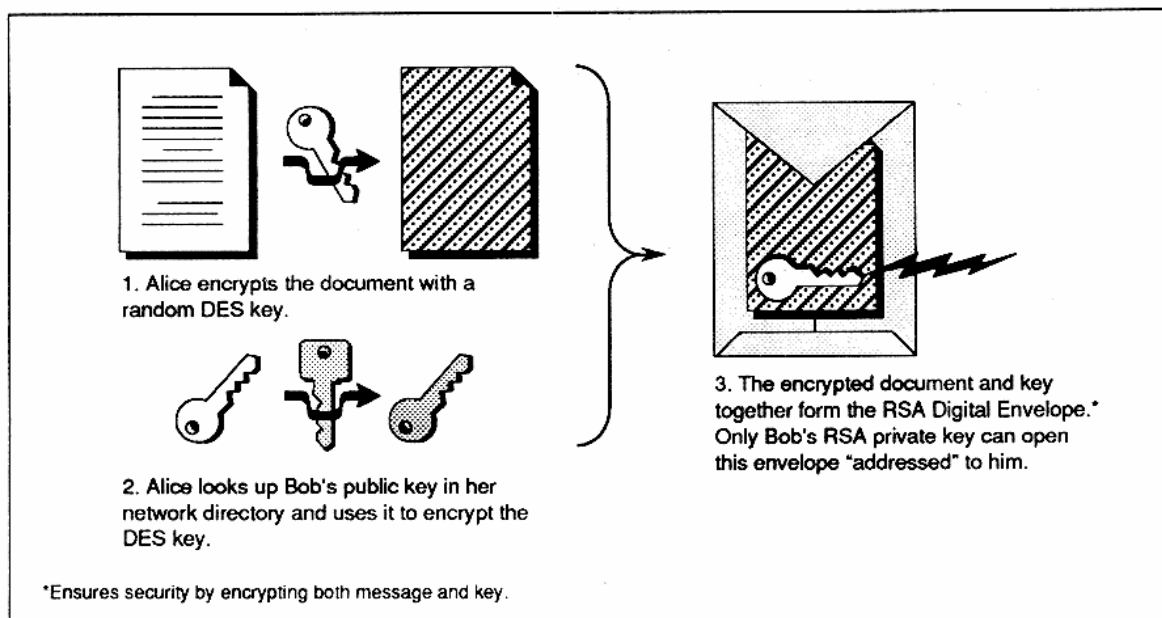 1. Alice encrypts the document with a
random DES key.
2. Alice looks up Bob's public key in her
network directory and uses it to encrypt the
DES key.
3. The encrypted document and key
together form the RSA Digital Envelope.*
Only Bob's RSA private key can open
this envelope “addressed” to him.
*Ensures security by encrypting both message and key.